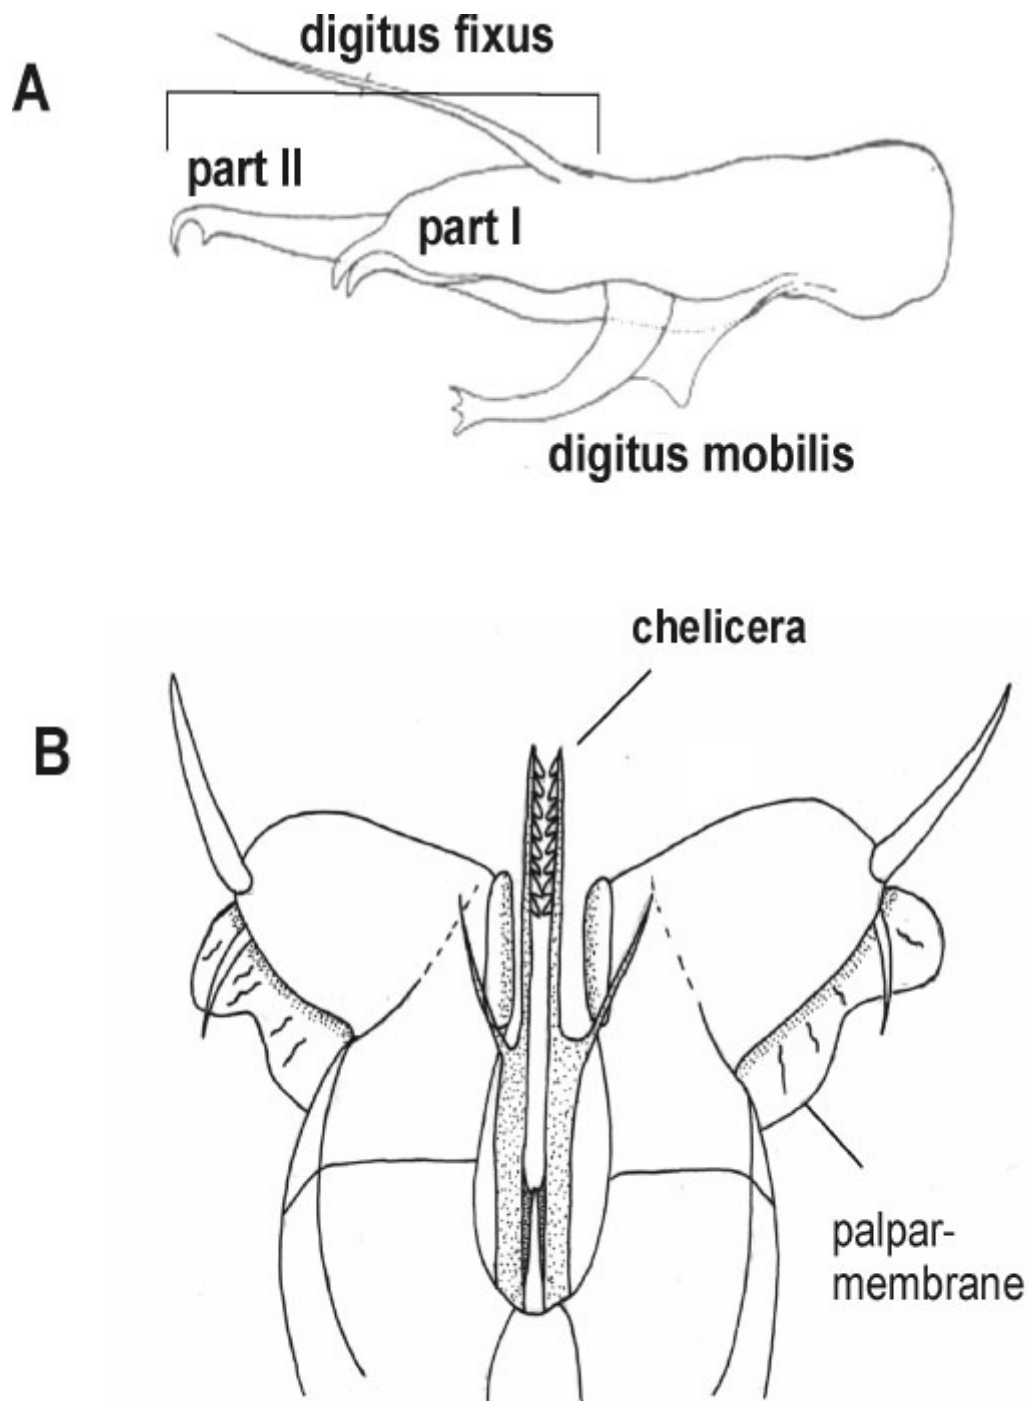 digitus fixus
A
part II
part I
digitus mobilis
chelicera
B
palpar-
membrane